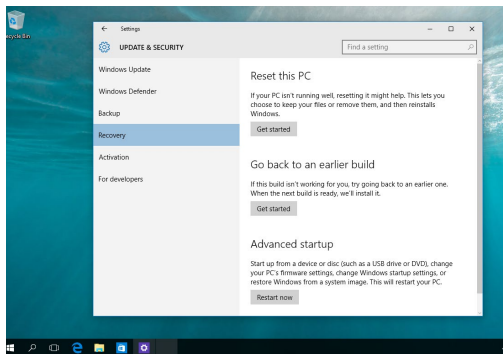 ecycle Bin
Settings
UPDATE & SECURITY
Find a setting
Windows Update
Windows Defender
Backup
Recovery
Activation
For developers
Reset this PC
If your PC isn't running well, resetting it might help. This lets you
choose to keep your files or remove them, and then reinstalls
Windows.
Get started
Go back to an earlier build
If this build isn't working for you, try going back to an earlier one.
When the next build is ready, we'll install it.
Get started
Advanced startup
Start up from a device or disc (such as a USB drive or DVD), change
your PC's firmware settings, change Windows startup settings, or
restore Windows from a system image. This will restart your PC.
Restart now